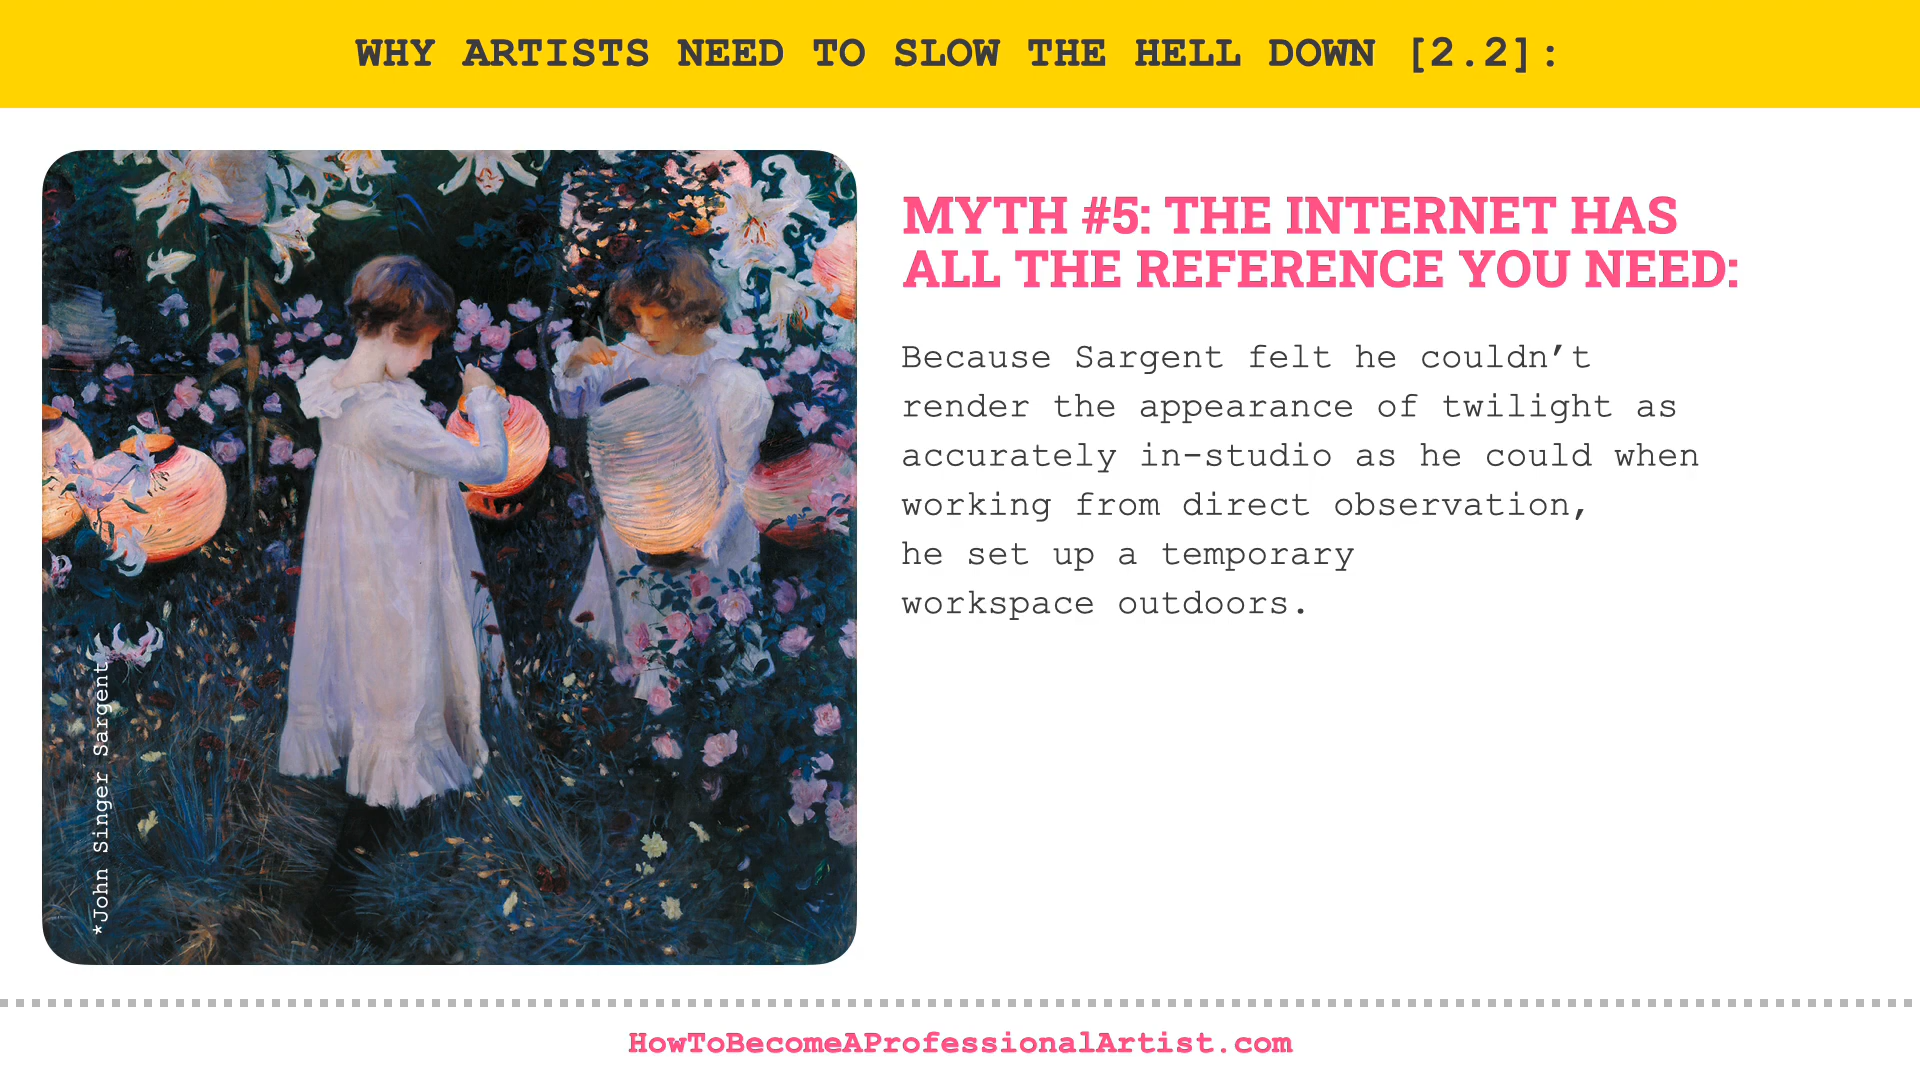 WHY ARTISTS NEED TO SLOW THE HELL DOWN [2.2]:
MYTH #5: THE INTERNET HAS
ALL THE REFERENCE YOU NEED:
Because Sargent felt he couldn’t
render the appearance of twilight as
accurately in-studio as he could when
working from direct observation,
he set up a temporary
workspace outdoors.
*John Singer Sargent
HowToBecomeAProfessionalArtist.com